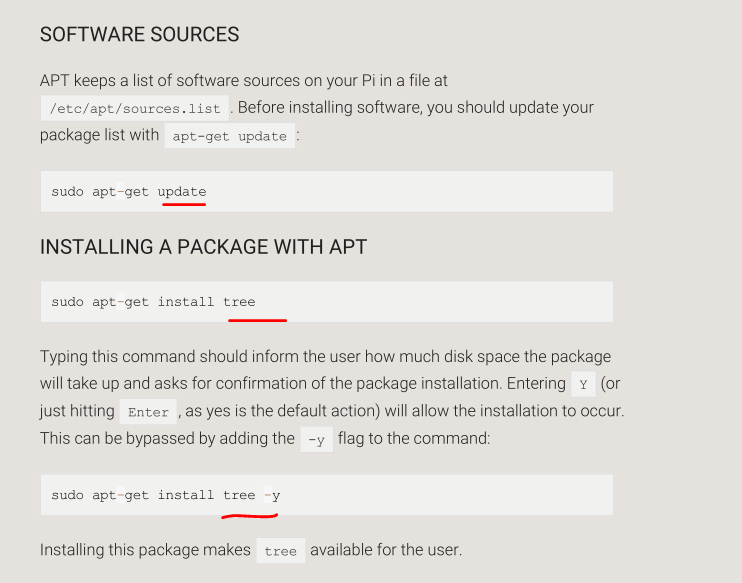 SOFTWARE SOURCES
APT keeps a list of software sources on your Pi in a file at
/etc/apt/sources.list . Before installing software, you should update your
package list with apt-get update :
sudo apt-get update
INSTALLING A PACKAGE WITH APT
sudo apt-get install tree
Typing this command should inform the user how much disk space the package
will take up and asks for confirmation of the package installation. Entering Y (or
just hitting Enter , as yes is the default action) will allow the installation to occur.
This can be bypassed by adding the -y flag to the command:
sudo apt-get install tree -y
Installing this package makes tree available for the user.